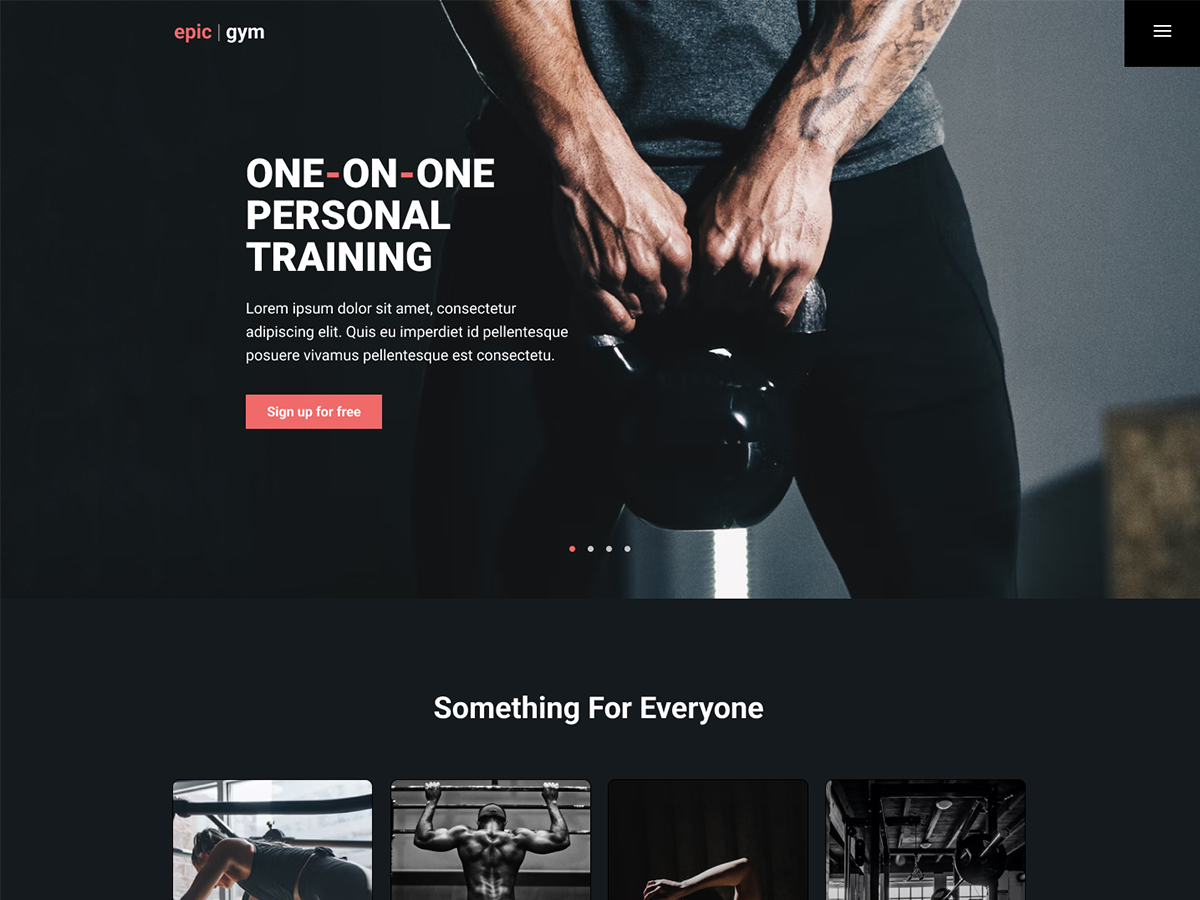 epic | gym
ONE-ON-ONE
PERSONAL
TRAINING
Lorem ipsum dolor sit amet, consectetur
adipiscing elit. Quis eu imperdiet id pellentesque
posuere vivamus pellentesque est consectetu.
Sign up for free
Something For Everyone